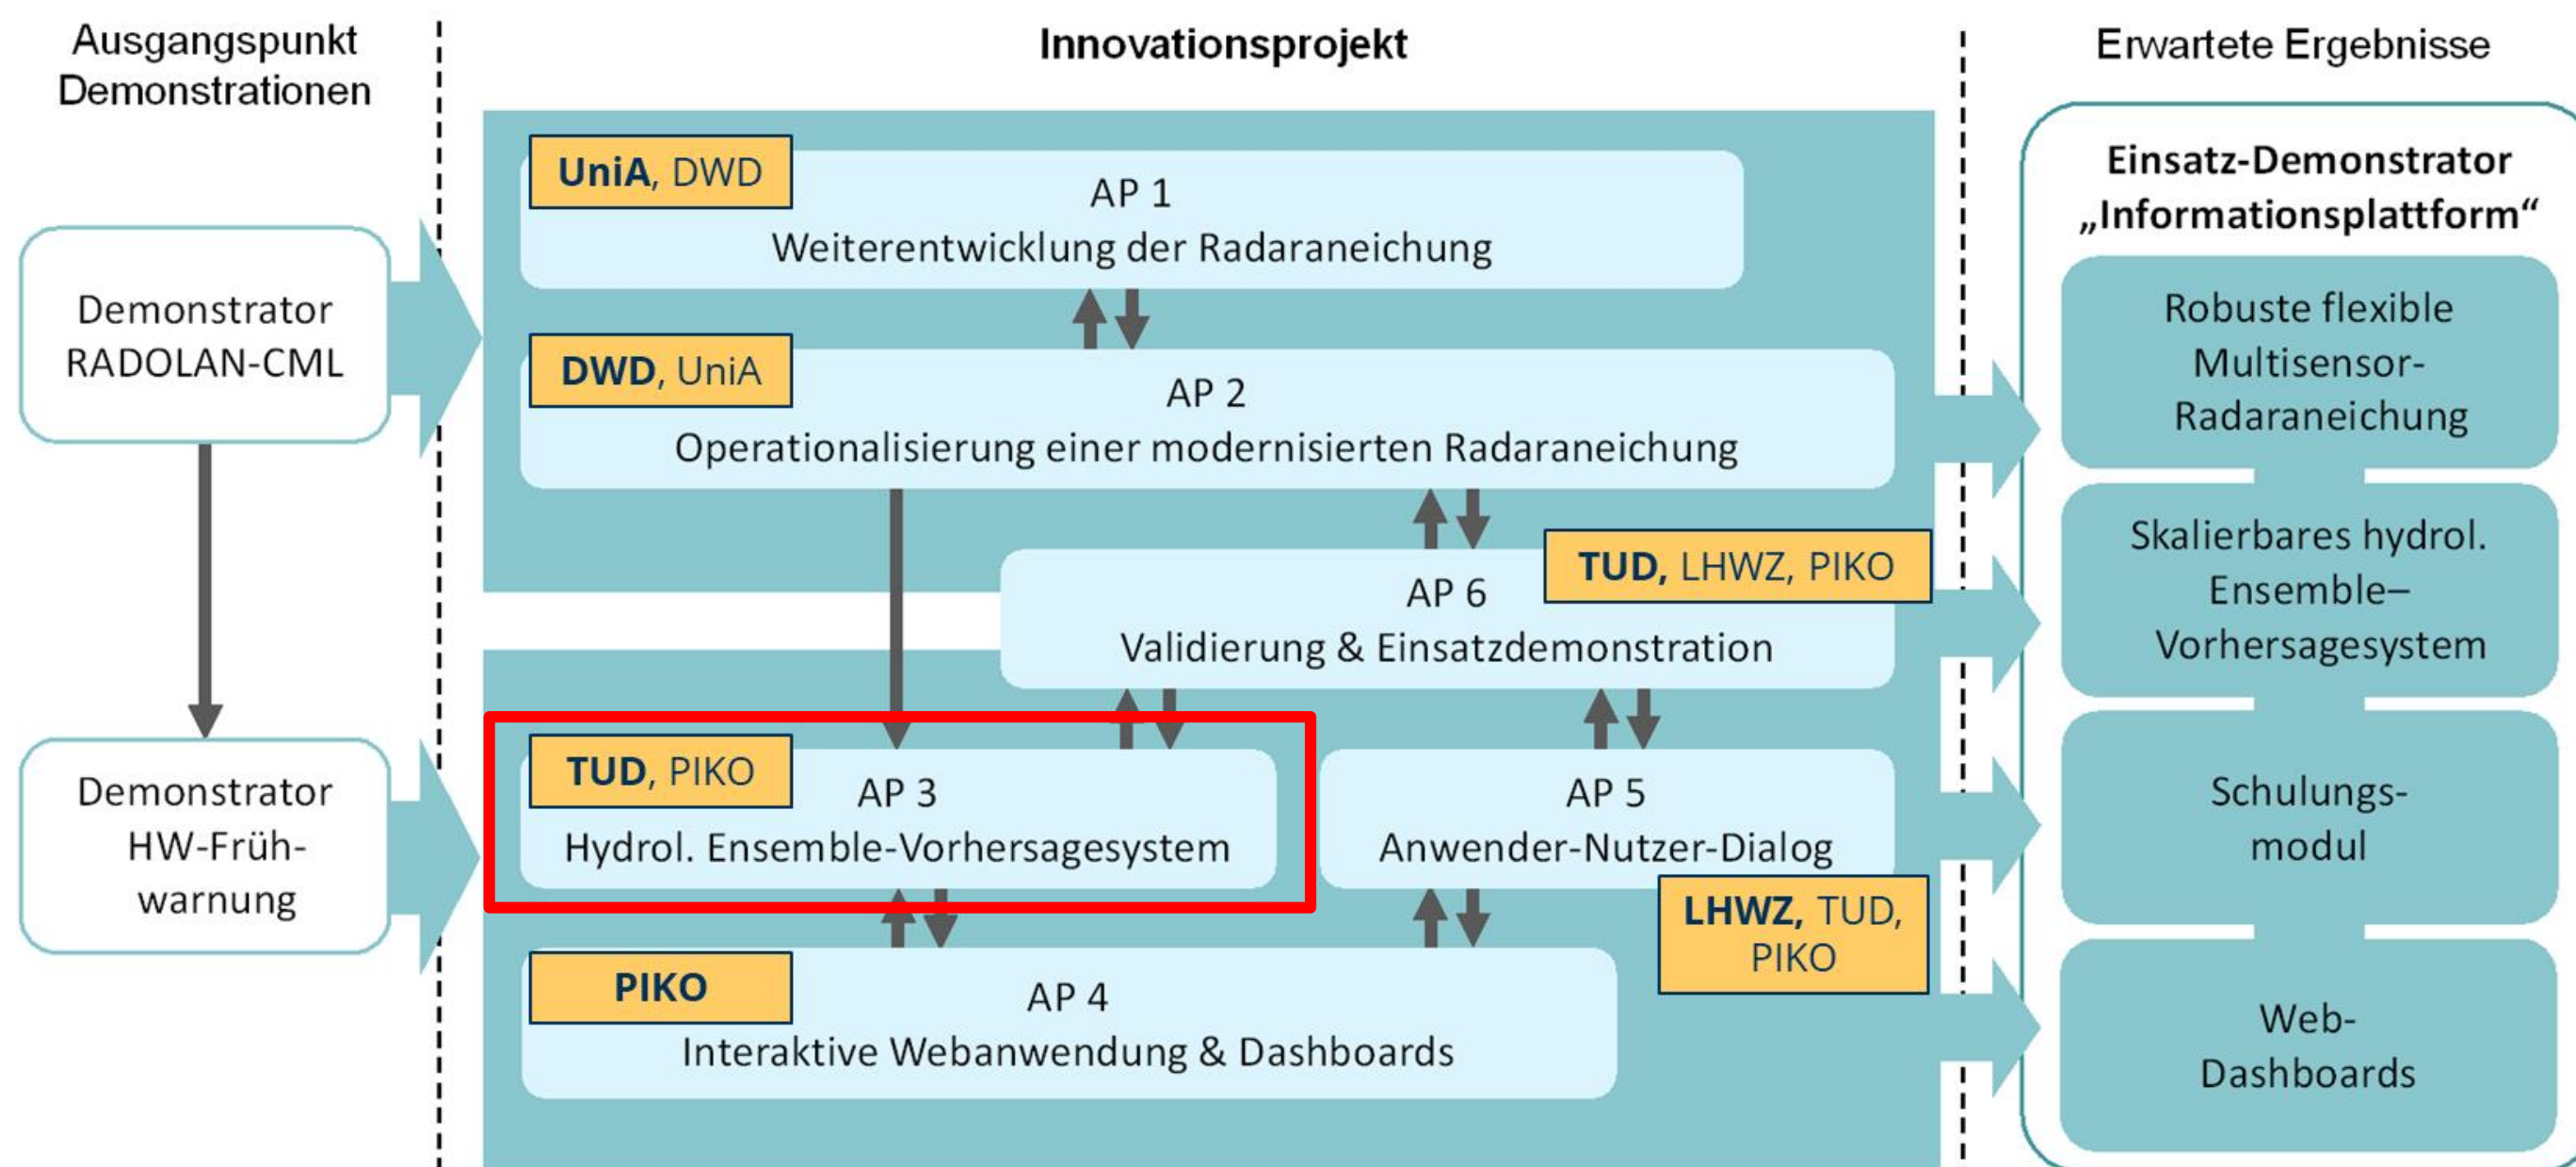 Ausgangspunkt
Demonstrationen
Demonstrator
RADOLAN-CML
Demonstrator
HW-Früh-
warnung
Innovationsprojekt
UniA, DWD
AP 1
Weiterentwicklung der Radaraneichung
DWD, UniA
AP 2
Operationalisierung einer modernisierten Radaraneichung
TUD, LHWZ, PIKO
AP 6
Validierung & Einsatzdemonstration
TUD, PIKO
AP 3
Hydrol. Ensemble-Vorhersagesystem
AP 5
Anwender-Nutzer-Dialog
LHWZ, TUD,
PIKO
PIKO
AP 4
Interaktive Webanwendung & Dashboards
Erwartete Ergebnisse
Einsatz-Demonstrator
„Informationsplattform“
Robuste flexible
Multisensor-
Radaraneichung
Skalierbares hydrol.
Ensemble–
Vorhersagesystem
Schulungs-
modul
Web-
Dashboards